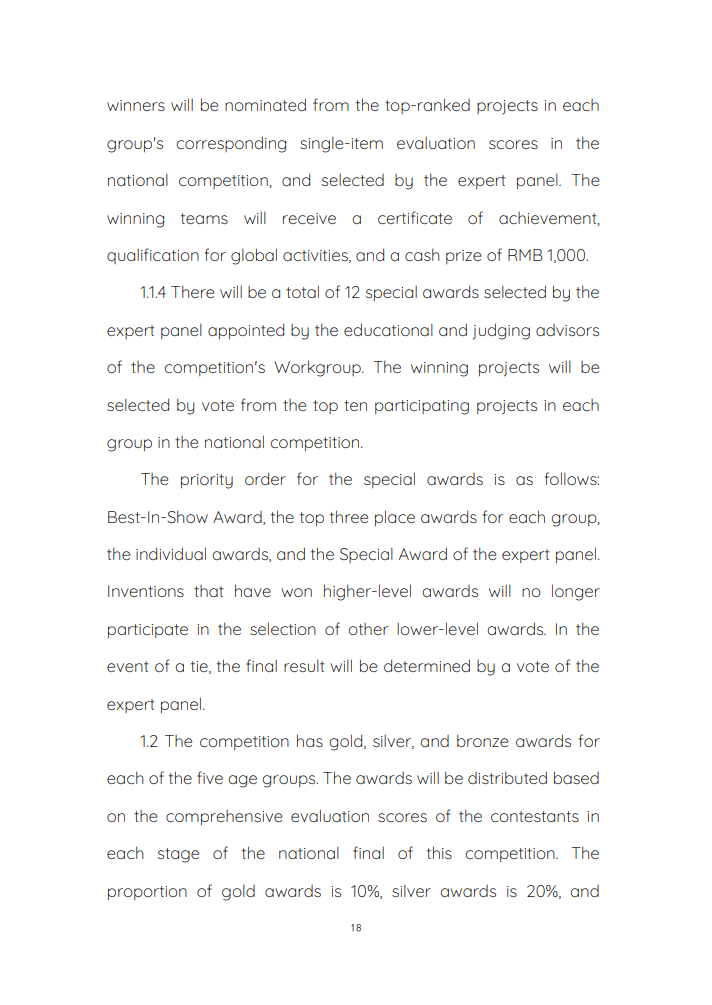 winners will be nominated from the top-ranked projects in each
group's corresponding single-item evaluation scores in the
national competition, and selected by the expert panel. The
winning teams will receive a certificate of achievement,
qualification for global activities, and a cash prize of RMB 1,000.
1.1.4 There will be a total of 12 special awards selected by the
expert panel appointed by the educational and judging advisors
of the competition's Workgroup. The winning projects will be
selected by vote from the top ten participating projects in each
group in the national competition.
The priority order for the special awards is as follows:
Best-In-Show Award, the top three place awards for each group,
the individual awards, and the Special Award of the expert panel.
Inventions that have won higher-level awards will no longer
participate in the selection of other lower-level awards. In the
event of a tie, the final result will be determined by a vote of the
expert panel.
1.2 The competition has gold, silver, and bronze awards for
each of the five age groups. The awards will be distributed based
on the comprehensive evaluation scores of the contestants in
each stage of the national final of this competition. The
proportion of gold awards is 10%, silver awards is 20%, and
18